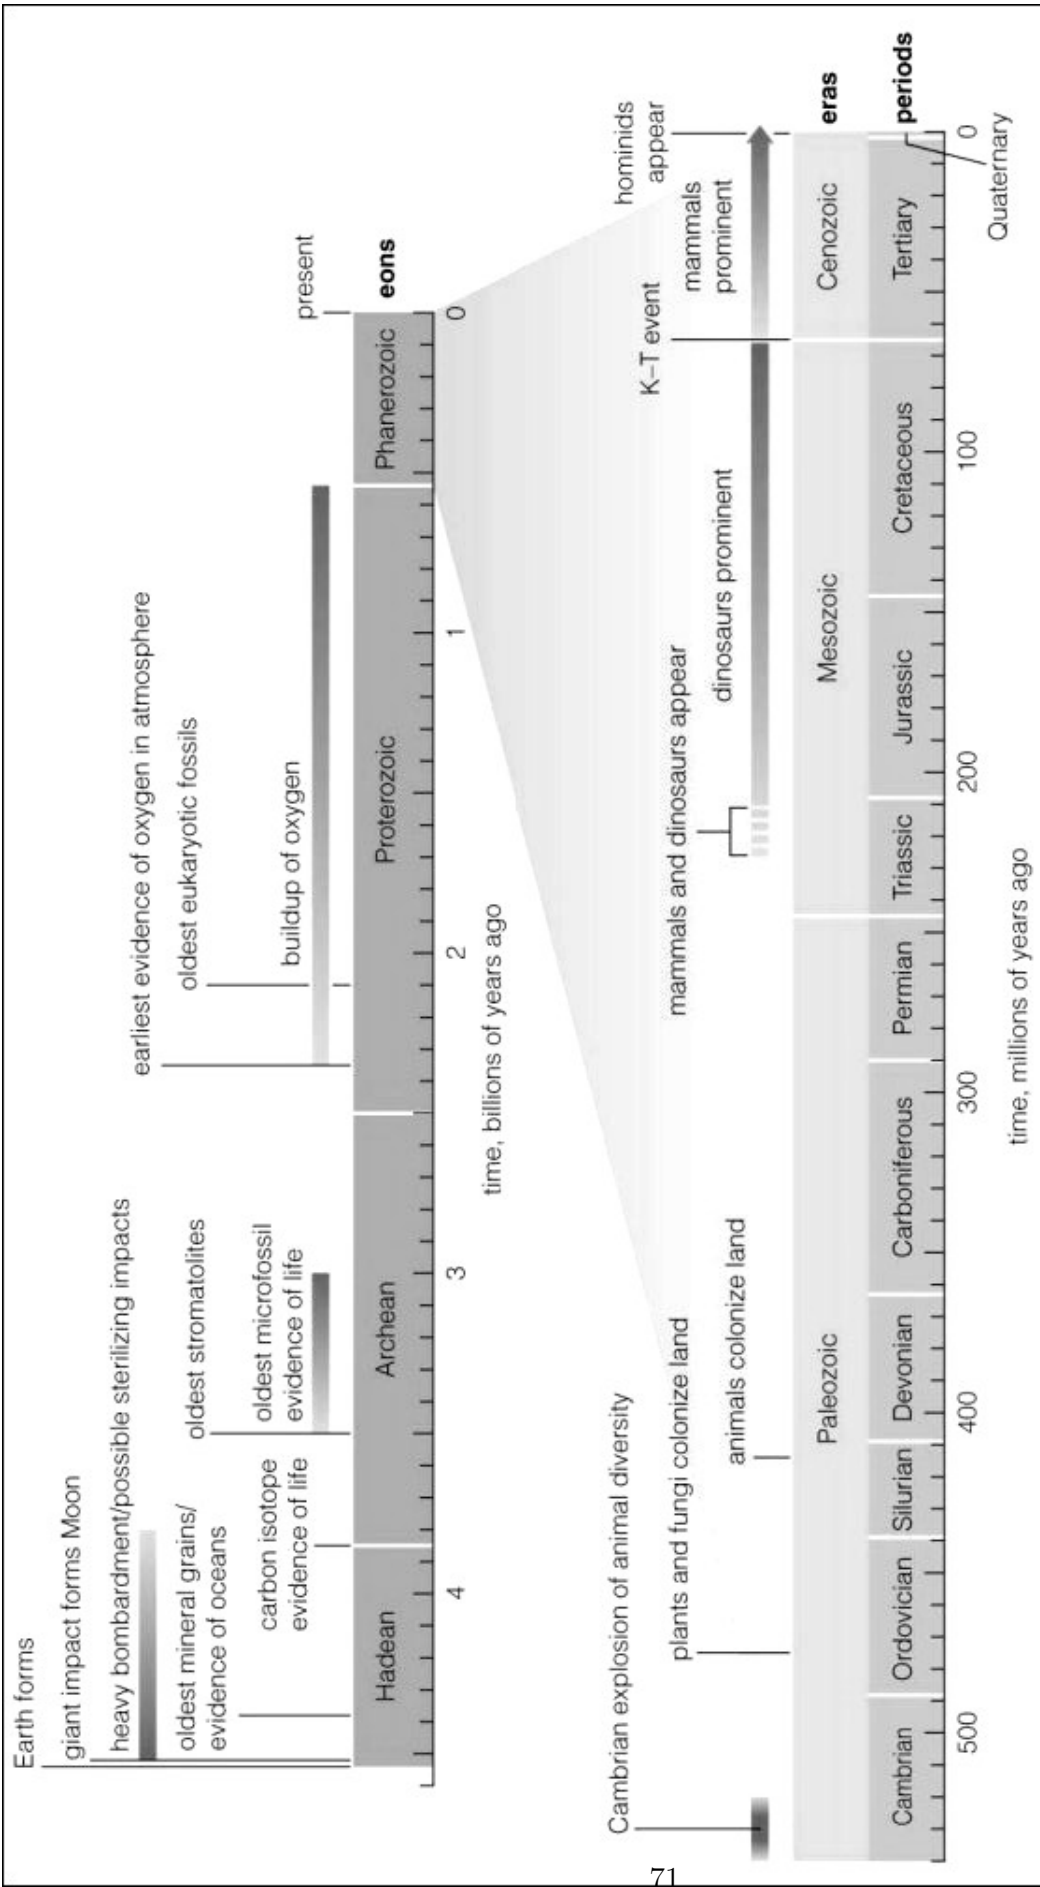 Earth forms
giant impact forms Moon
heavy bombardment/possible sterilizing impacts
oldest mineral grains/
evidence of oceans
carbon isotope
evidence of life
oldest stromatolites
oldest microfossil
evidence of life
earliest evidence of oxygen in atmosphere
oldest eukaryotic fossils
buildup of oxygen
present
eons
Hadean
Archean
Proterozoic
Phanerozoic
4
3
2
1
0
time, billions of years ago
Cambrian explosion of animal diversity
plants and fungi colonize land
animals colonize land
mammals and dinosaurs appear
dinosaurs prominent
K–T event
mammals
prominent
hominids
appear
eras
Paleozoic
Mesozoic
Cenozoic
periods
Cambrian
Ordovician
Silurian
Devonian
Carboniferous
Permian
Triassic
Jurassic
Cretaceous
Tertiary
Quaternary
500
400
300
200
100
0
time, millions of years ago
71